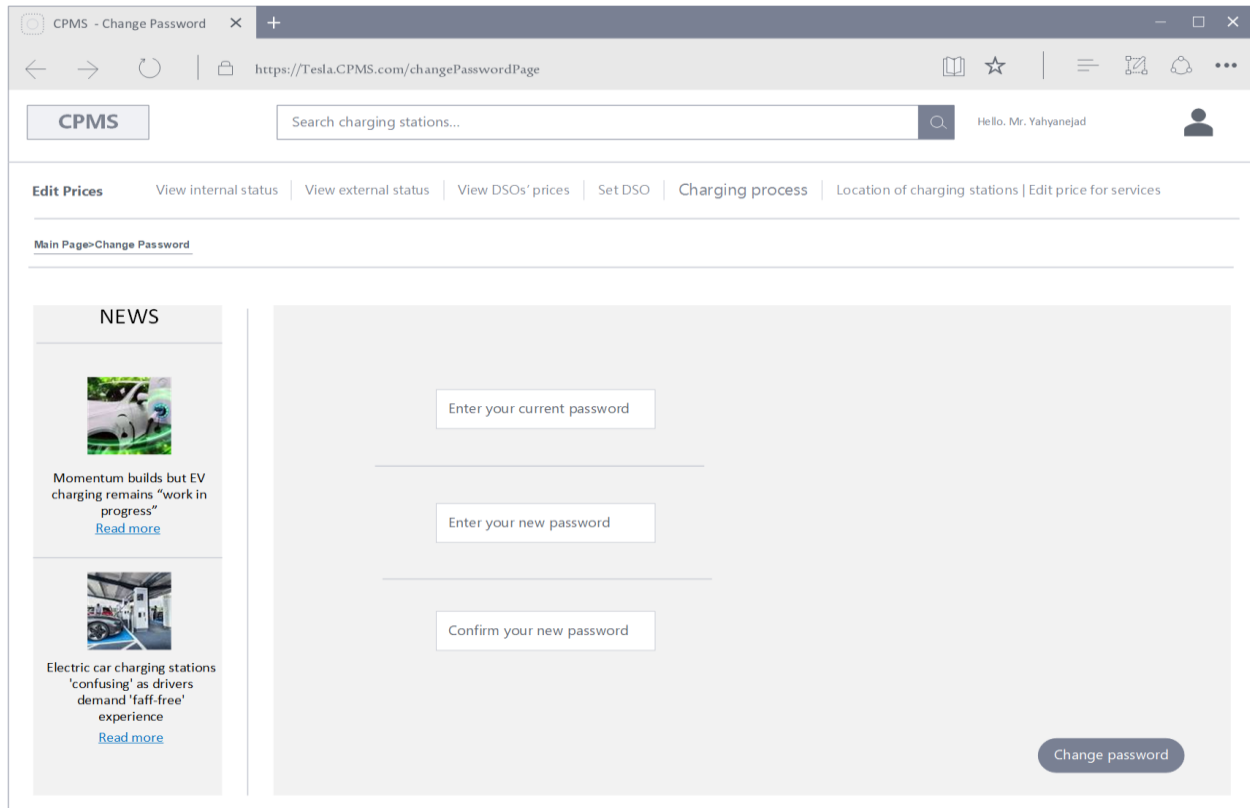 CPMS - Change Password
https://Tesla.CPMS.com/changePasswordPage
CPMS
Search charging stations...
Hello. Mr. Yahyanejad
Edit Prices View internal status View external status View DSOs' prices Set DSO Charging process Location of charging stations | Edit price for services
Main Page>Change Password
NEWS
Momentum builds but EV
charging remains “work in
progress”
Read more
Electric car charging stations
'confusing' as drivers
demand 'faff-free'
experience
Read more
Enter your current password
Enter your new password
Confirm your new password
Change password